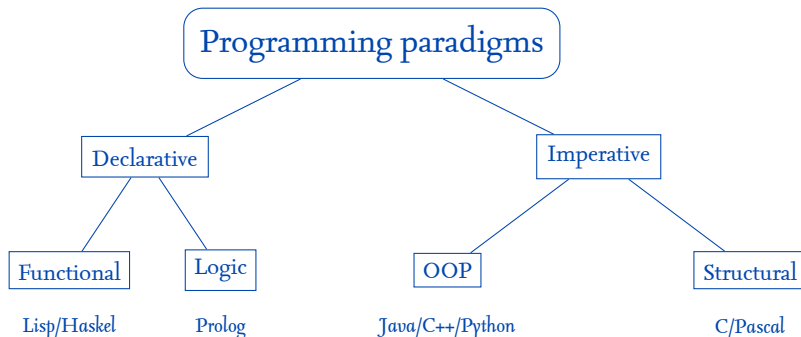 Programming paradigms
Declarative
Imperative
Functional
Logic
OOP
Structural
Lisp/Haskel
Prolog
Java/C++/Python
C/Pascal